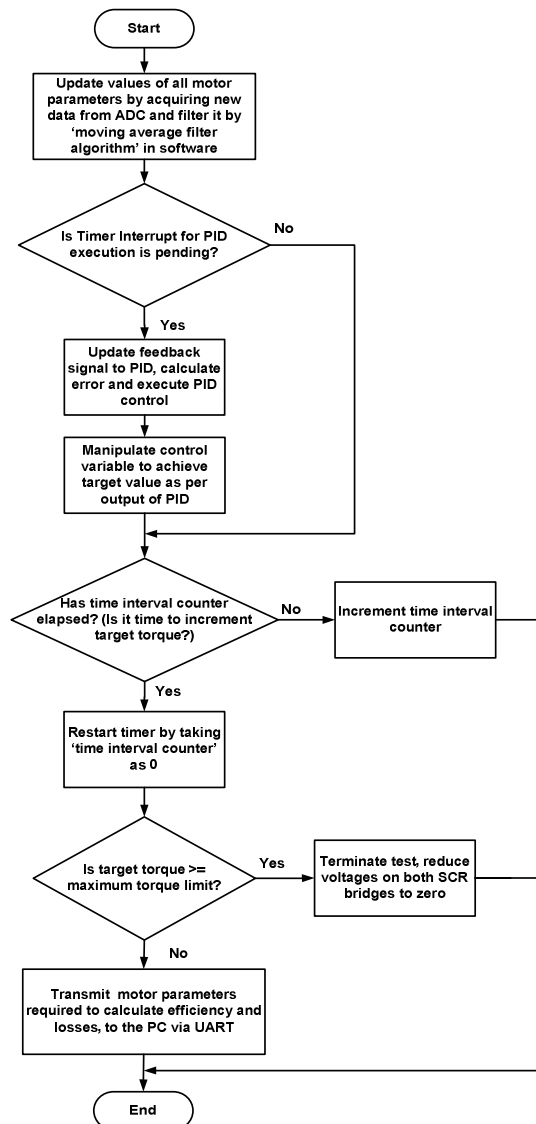 Start
Update values of all motor
parameters by acquiring new
data from ADC and filter it by
‘moving average filter
algorithm’ in software
Is Timer Interrupt for PID
execution is pending?
No
Yes
Update feedback
signal to PID, calculate
error and execute PID
control
Manipulate control
variable to achieve
target value as per
output of PID
Has time interval counter
elapsed? (Is it time to increment
target torque?)
No
Increment time interval
counter
Yes
Restart timer by taking
‘time interval counter’
as 0
Is target torque >=
maximum torque limit?
Yes
Terminate test, reduce
voltages on both SCR
bridges to zero
No
Transmit motor parameters
required to calculate efficiency and
losses, to the PC via UART
End